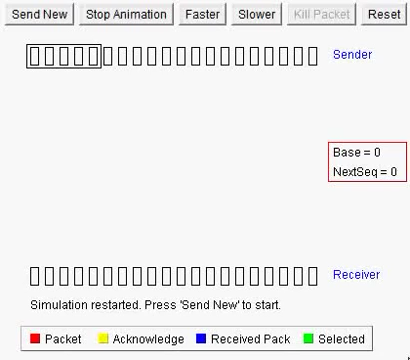 Send New Stop Animation Faster Slower Kill Packet Reset
Sender
Base = 0
NextSeq = 0
Receiver
Simulation restarted. Press 'Send New' to start.
Packet Acknowledge Received Pack Selected